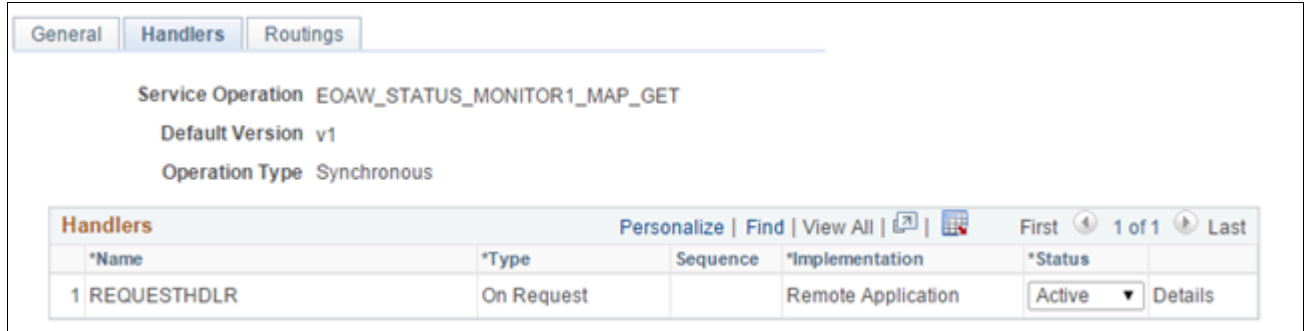 General Handlers Routings
Service Operation EOAW_STATUS_MONITOR1_MAP_GET
Default Version v1
Operation Type Synchronous
Handlers Personalize | Find | View All | | First 1 of 1 Last
*Name *Type Sequence *Implementation *Status
1 REQUESTHDLR On Request Remote Application Active Details